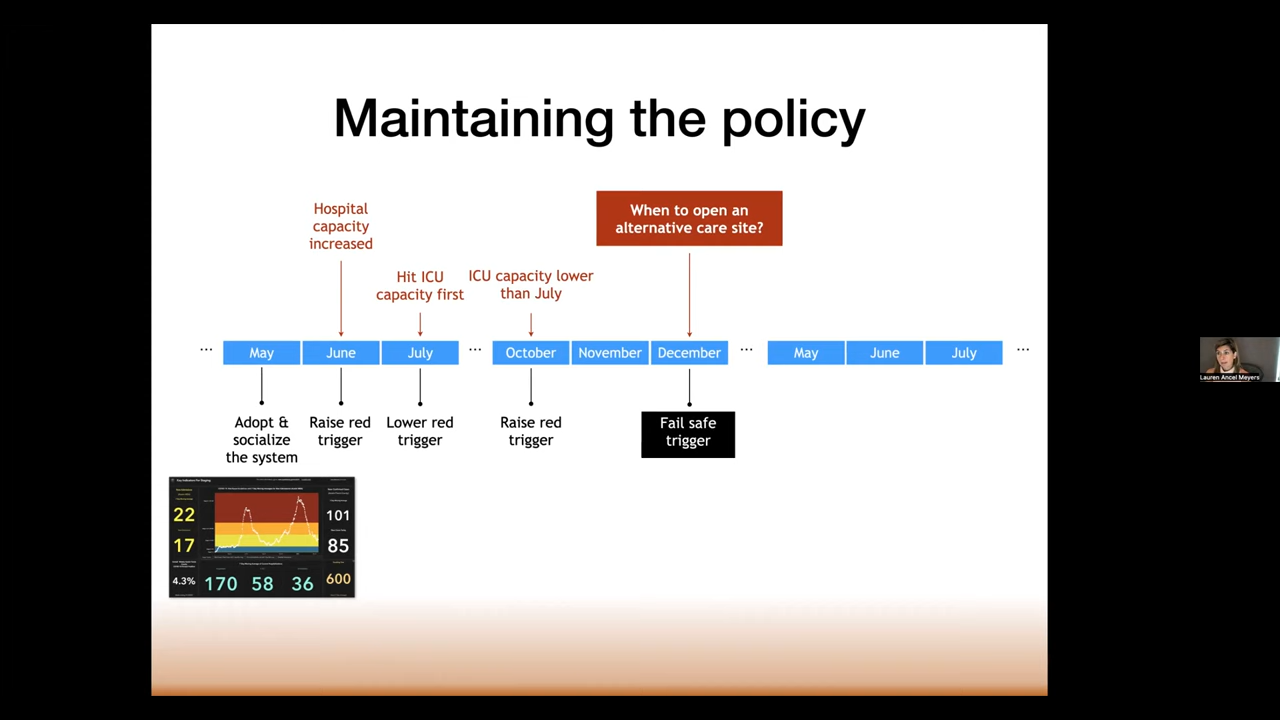 Maintaining the policy
Hospital
capacity
increased
When to open an
alternative care site?
Hit ICU
capacity first
ICU capacity lower
than July
... May June July ... October November December ... May June July ...
Adopt &
socialize
the system
Raise red
trigger
Lower red
trigger
Raise red
trigger
Fail safe
trigger
22
17
4.3%
170 58 36
101
85
600
Lauren Ancel Meyers